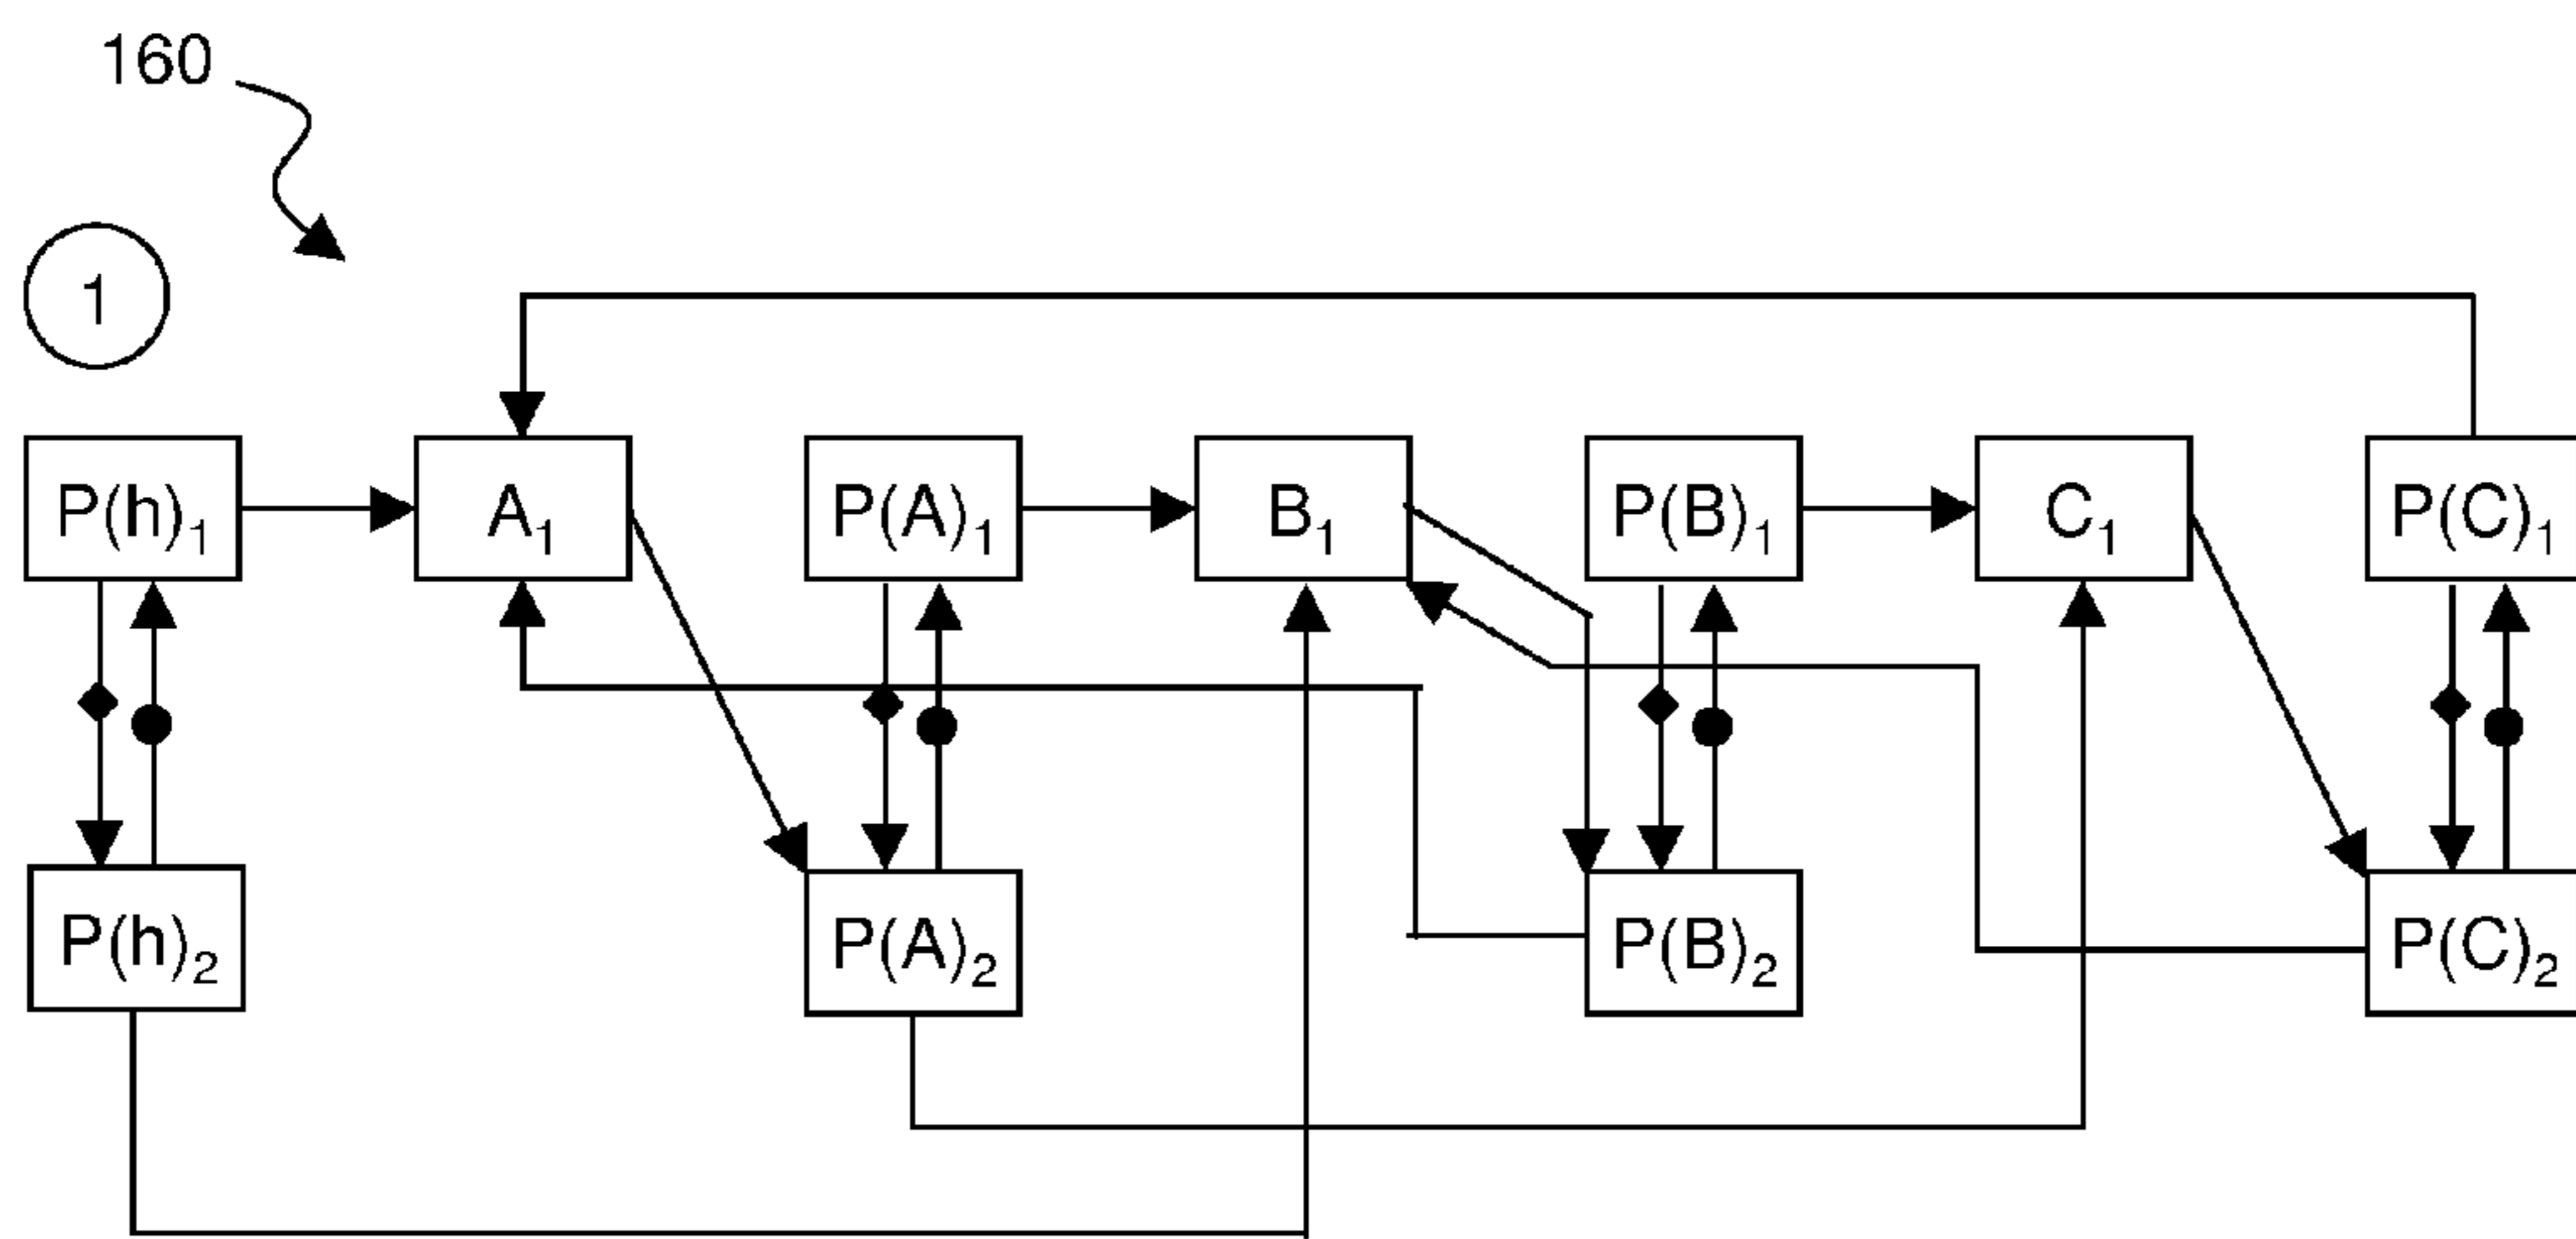 160
1
P(h)₁ A₁ P(A)₁ B₁ P(B)₁ C₁ P(C)₁
P(h)₂ P(A)₂ P(B)₂ P(C)₂